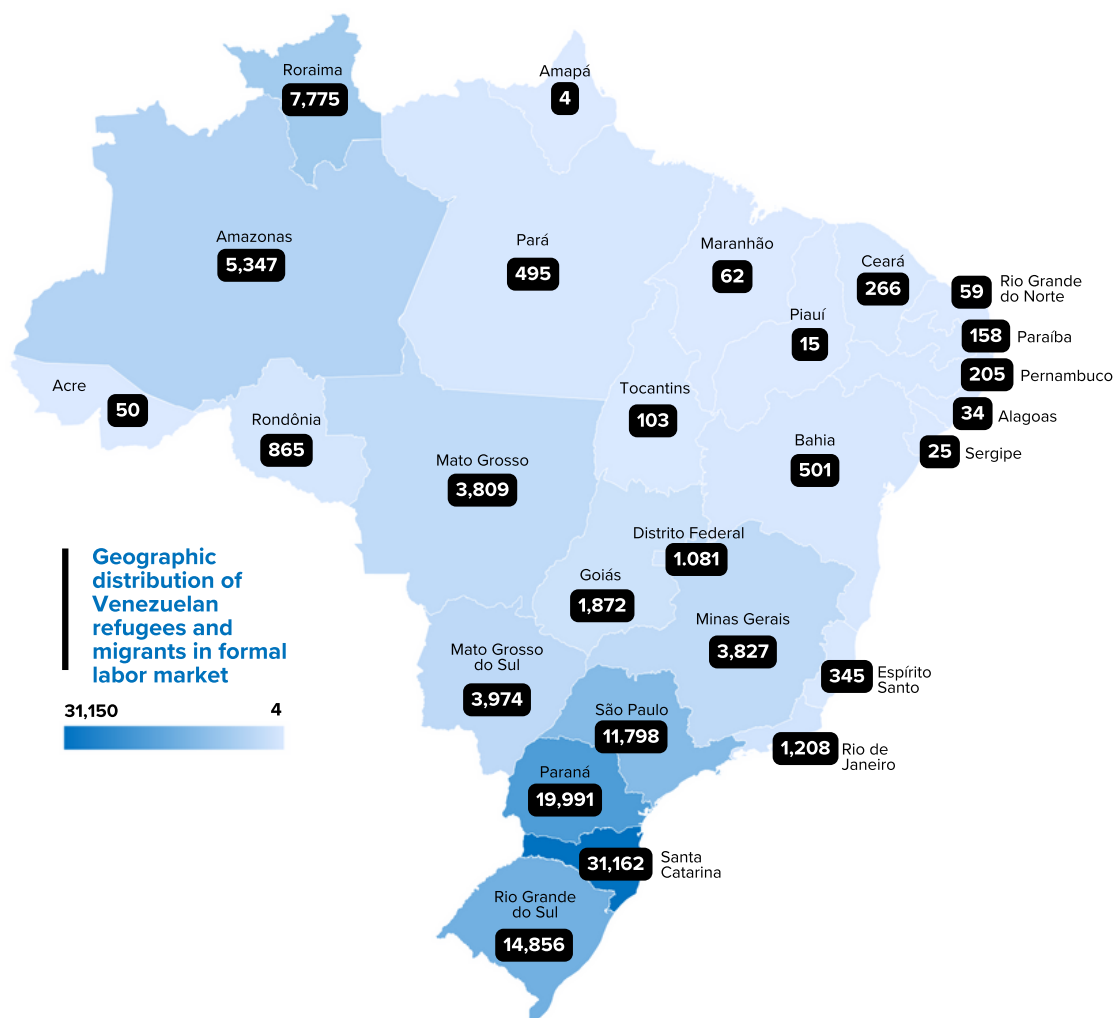 Roraima
7,775
Amapá
4
Amazonas
5,347
Pará
495
Maranhão
62
Ceará
266
Rio Grande
do Norte
59
Piauí
15
158
Paraíba
205
Pernambuco
Acre
50
Rondônia
865
Tocantins
103
34
Alagoas
Bahia
501
25
Sergipe
Mato Grosso
3,809
Distrito Federal
1.081
Goiás
1,872
Minas Gerais
3,827
Geographic
distribution of
Venezuelan
refugees and
migrants in formal
labor market
31,150
4
Mato Grosso
do Sul
3,974
345
Espírito
Santo
São Paulo
11,798
1,208
Rio de
Janeiro
Paraná
19,991
31,162
Santa
Catarina
Rio Grande
do Sul
14,856